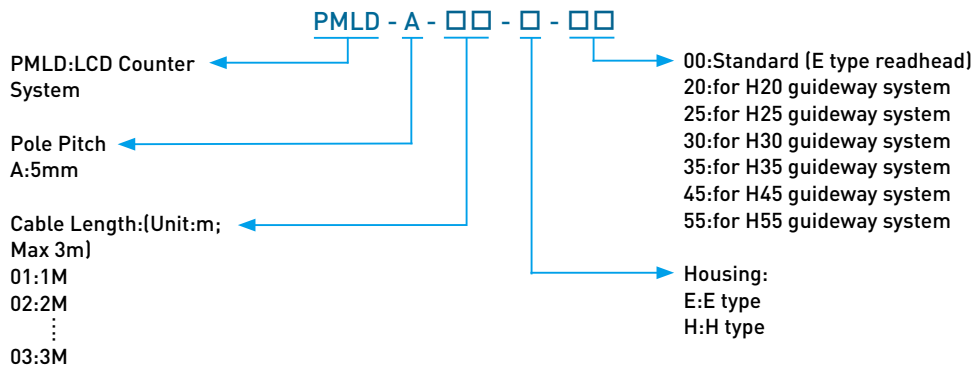 PMLD - A - □□ - □ - □□
PMLD:LCD Counter
System
Pole Pitch
A:5mm
Cable Length:(Unit:m;
Max 3m)
01:1M
02:2M
⋮
03:3M
00:Standard (E type readhead)
20:for H20 guideway system
25:for H25 guideway system
30:for H30 guideway system
35:for H35 guideway system
45:for H45 guideway system
55:for H55 guideway system
Housing:
E:E type
H:H type